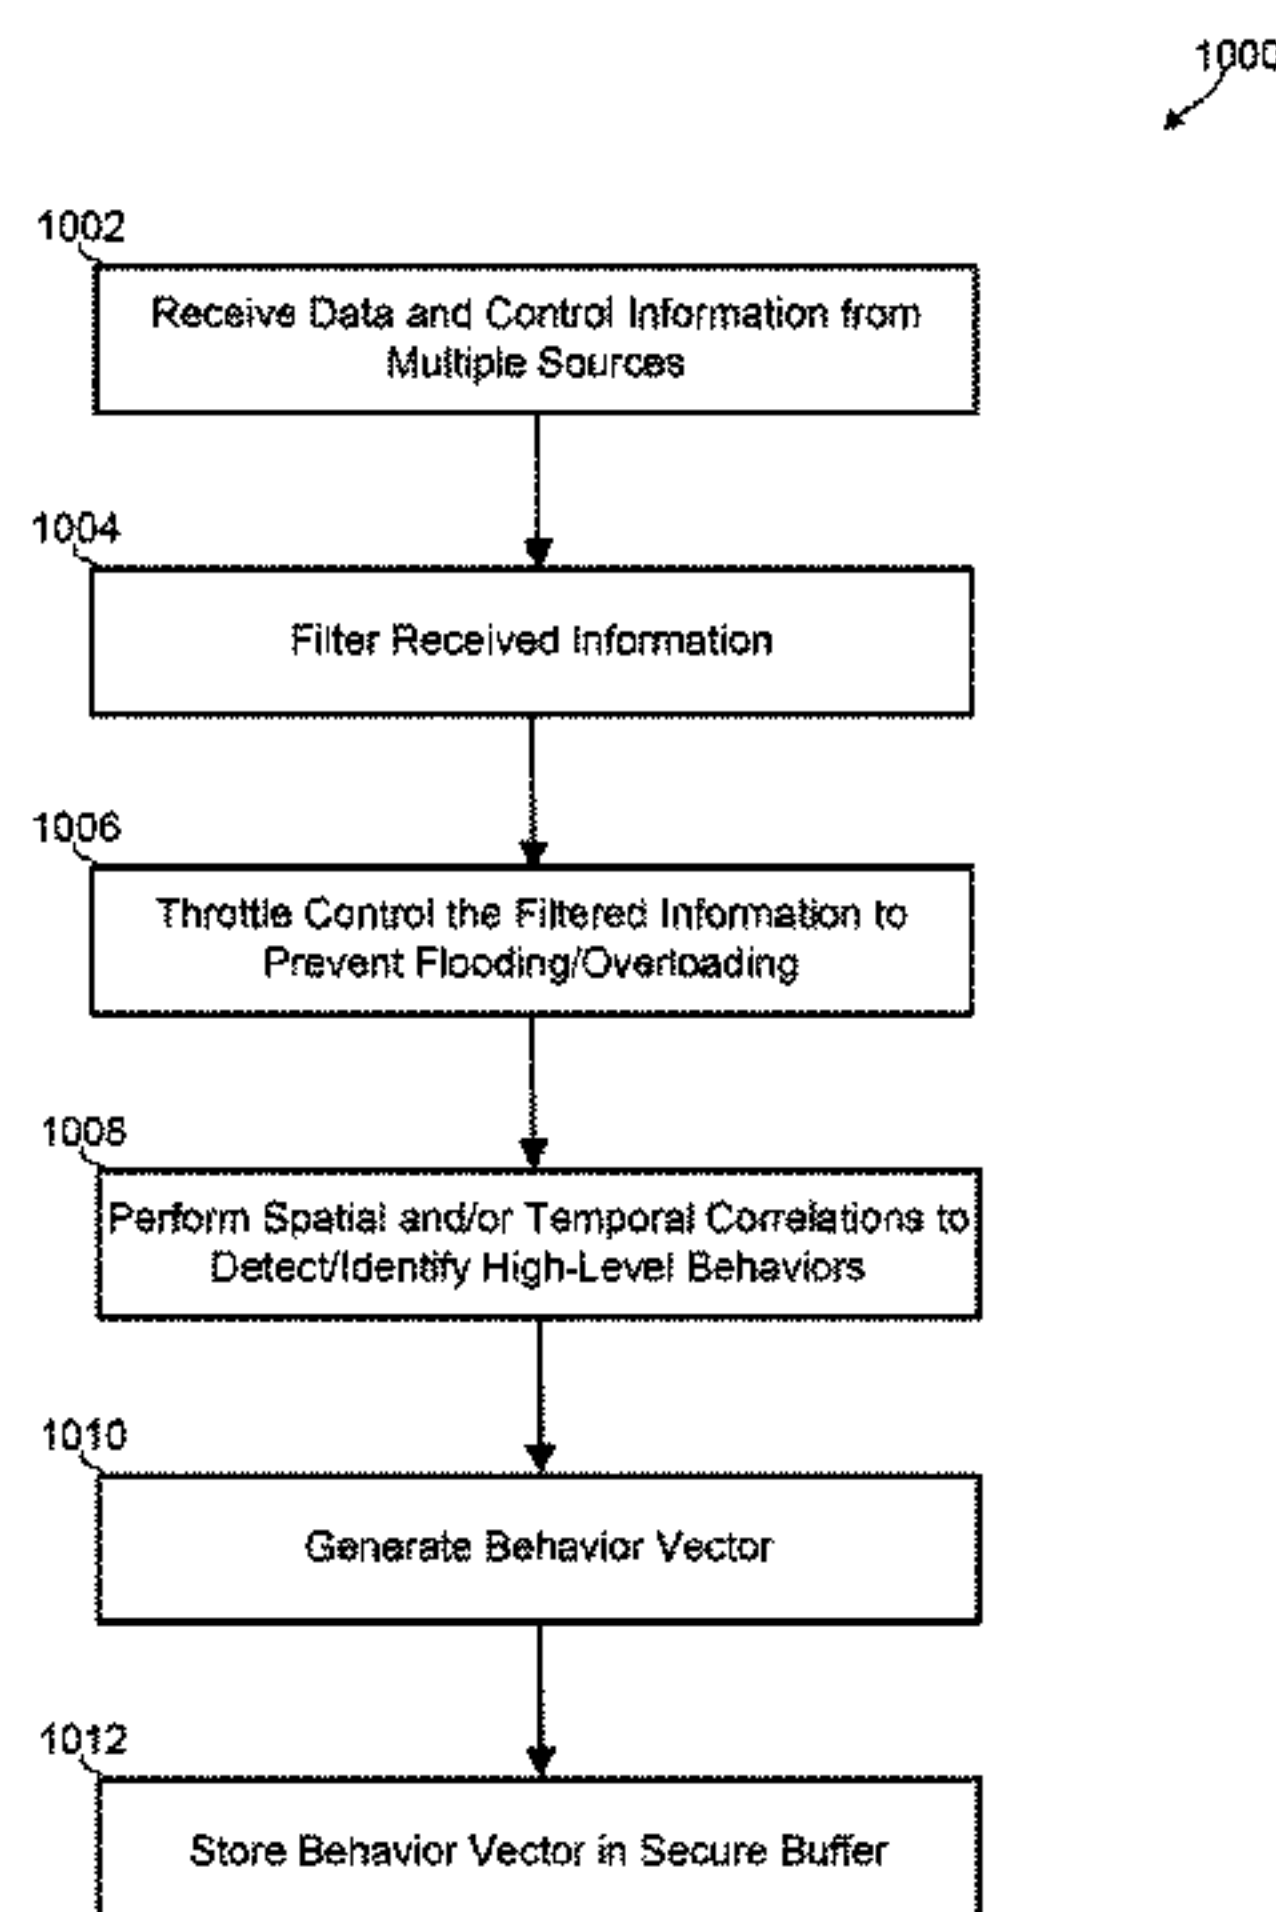 1000
1002
Receive Data and Control Information from
Multiple Sources
1004
Filter Received Information
1006
Throttle Control the Filtered Information to
Prevent Flooding/Overloading
1008
Perform Spatial and/or Temporal Correlations to
Detect/Identify High-Level Behaviors
1010
Generate Behavior Vector
1012
Store Behavior Vector in Secure Buffer